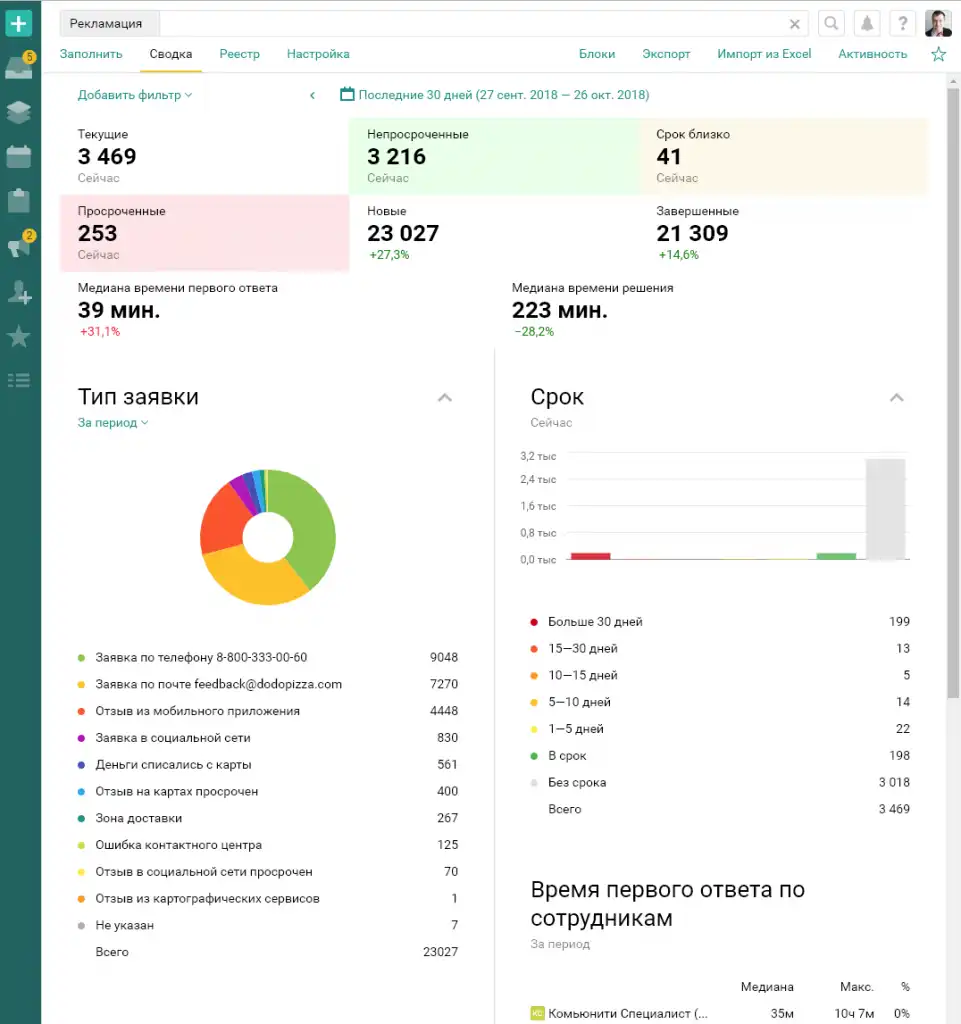 Рекламация
5
Заполнить Сводка Реестр Настройка Блоки Экспорт Импорт из Excel Активность
Добавить фильтр
Последние 30 дней (27 сент. 2018 — 26 окт. 2018)
Текущие
3 469
Сейчас
Непросроченные
3 216
Сейчас
Срок близко
41
Сейчас
Просроченные
253
Сейчас
Новые
23 027
+27,3%
Завершенные
21 309
+14,6%
2
Медиана времени первого ответа
39 мин.
+31,1%
Медиана времени решения
223 мин.
−28,2%
Тип заявки
За период
Заявка по телефону 8-800-333-00-60 9048
Заявка по почте feedback@dodopizza.com 7270
Отзыв из мобильного приложения 4448
Заявка в социальной сети 830
Деньги списались с карты 561
Отзыв на картах просрочен 400
Зона доставки 267
Ошибка контактного центра 125
Отзыв в социальной сети просрочен 70
Отзыв из картографических сервисов 1
Не указан 7
Всего 23027
Срок
Сейчас
3,2 тыс
2,4 тыс
1,6 тыс
0,8 тыс
0,0 тыс
Больше 30 дней 199
15—30 дней 13
10—15 дней 5
5—10 дней 14
1—5 дней 22
В срок 198
Без срока 3 018
Всего 3 469
Время первого ответа по
сотрудникам
За период
Медиана Макс. %
КС Комьюнити Специалист (... 35м 10ч 7м 0%